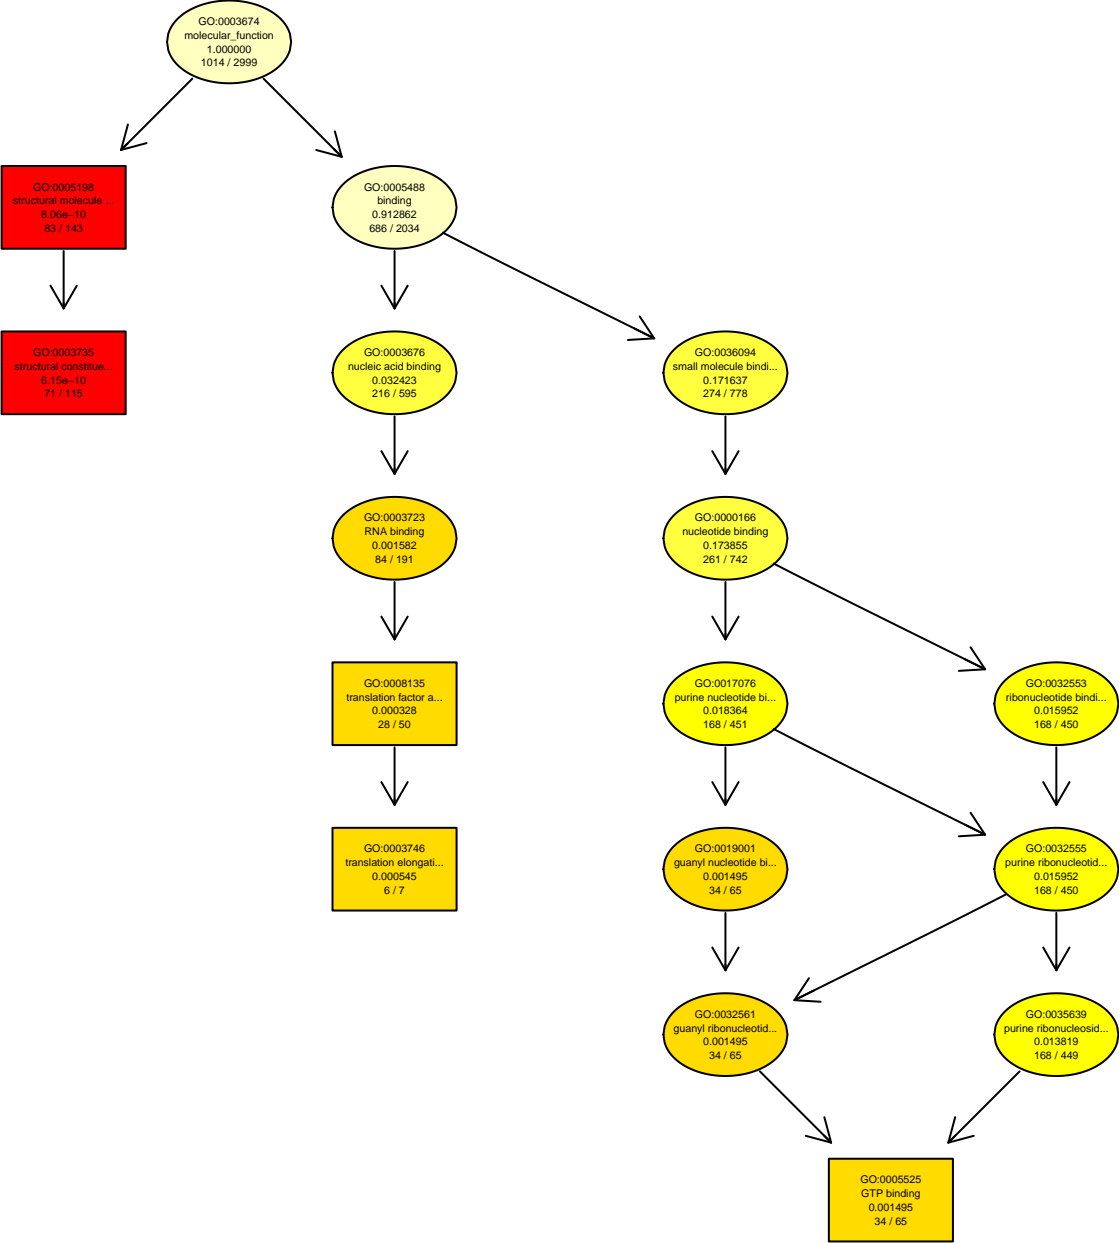 GO:0003674
molecular_function
1.000000
1014 / 2999
GO:0005198
structural molecule ...
8.06e−10
83 / 143
GO:0005488
binding
0.912862
686 / 2034
GO:0003735
structural constitue...
6.15e−10
71 / 115
GO:0003676
nucleic acid binding
0.032423
216 / 595
GO:0036094
small molecule bindi...
0.171637
274 / 778
GO:0003723
RNA binding
0.001582
84 / 191
GO:0000166
nucleotide binding
0.173855
261 / 742
GO:0008135
translation factor a...
0.000328
28 / 50
GO:0017076
purine nucleotide bi...
0.018364
168 / 451
GO:0032553
ribonucleotide bindi...
0.015952
168 / 450
GO:0003746
translation elongati...
0.000545
6 / 7
GO:0019001
guanyl nucleotide bi...
0.001495
34 / 65
GO:0032555
purine ribonucleotid...
0.015952
168 / 450
GO:0032561
guanyl ribonucleotid...
0.001495
34 / 65
GO:0035639
purine ribonucleosid...
0.013819
168 / 449
GO:0005525
GTP binding
0.001495
34 / 65